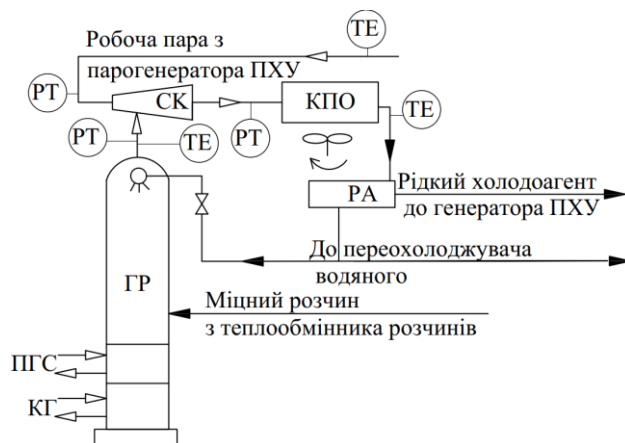 Робоча пара з
парогенератора ПХУ
TE
PT
СК
PT
КПО
TE
PT
TE
РА
Рідкий холодоагент
до генератора ПХУ
До переохолоджувача
водяного
ГР
Міцний розчин
з теплообмінника розчинів
ПГС
КГ